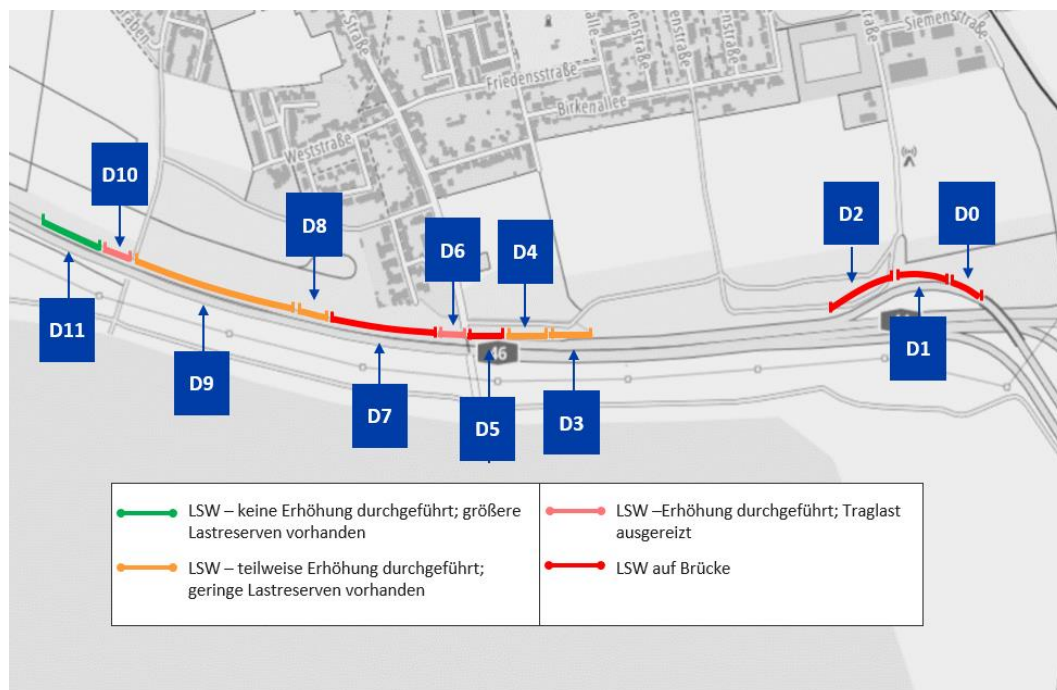 graben
Weststraße
straße
Friedensstraße
Birkenallee
Siemensstraße
D10
D8
D6
D4
D2
D0
D11
D9
D7
46
D5
D3
D1
LSW – keine Erhöhung durchgeführt; größere
Lastreserven vorhanden
LSW – teilweise Erhöhung durchgeführt;
geringe Lastreserven vorhanden
LSW –Erhöhung durchgeführt; Traglast
ausgereizt
LSW auf Brücke